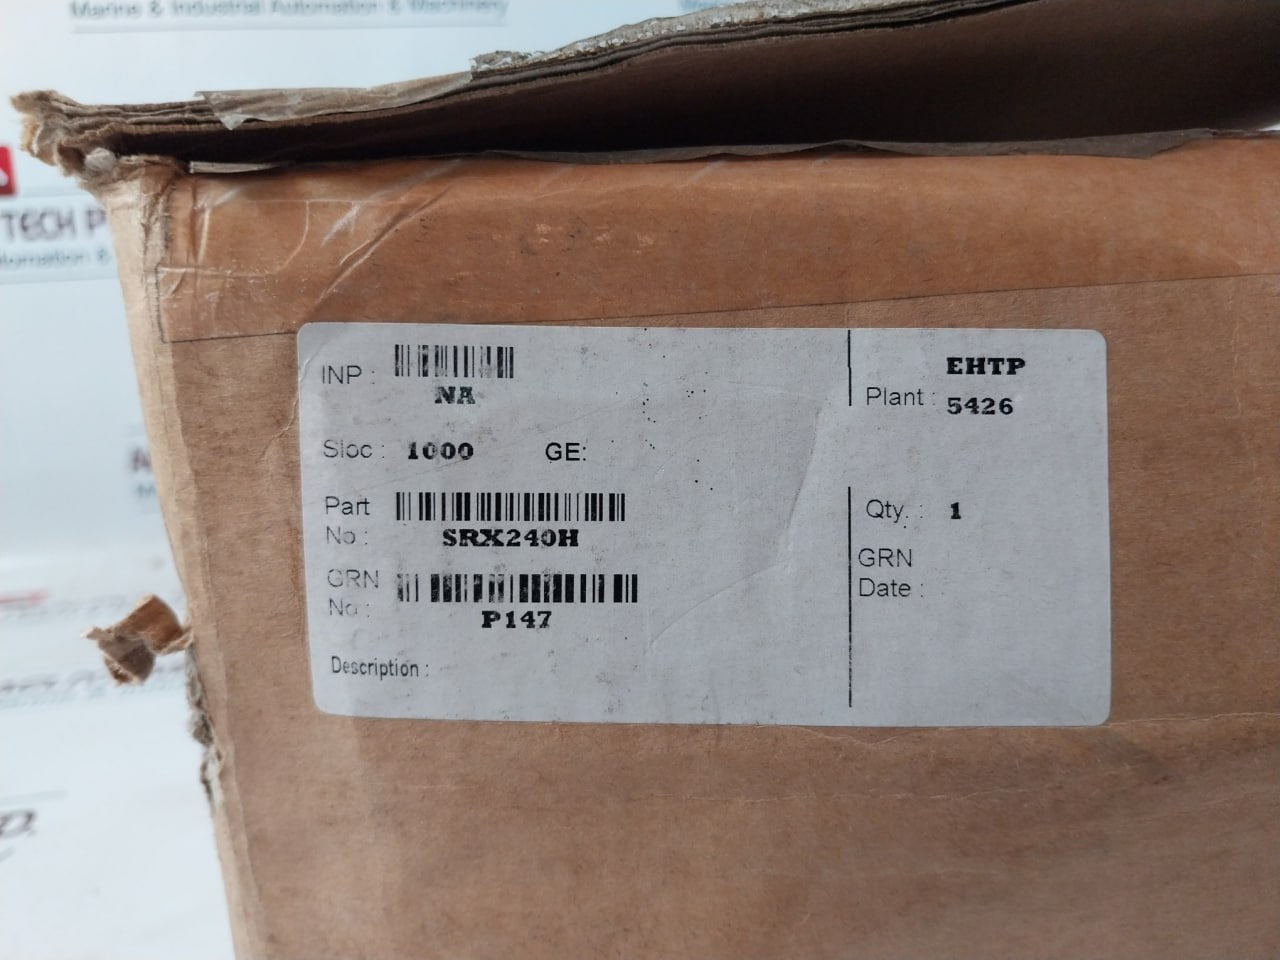 Marine & Industrial Automation & Machinery
TECH
&
INP :
NA
EHTP
Plant : 5426
Sloc : 1000 GE:
Part
No :
SRX240H
Qty. : 1
GRN
No :
P147
GRN
Date :
Description :